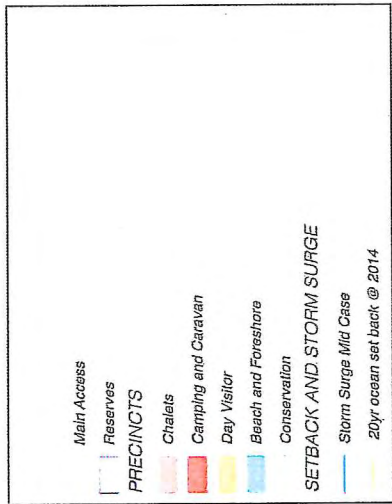 Main Access
Reserves
PRECINCTS
Chalets
Camping and Caravan
Day Visitor
Beach and Foreshore
Conservation
SETBACK AND STORM SURGE
Storm Surge Mid Case
20yr ocean set back @ 2014